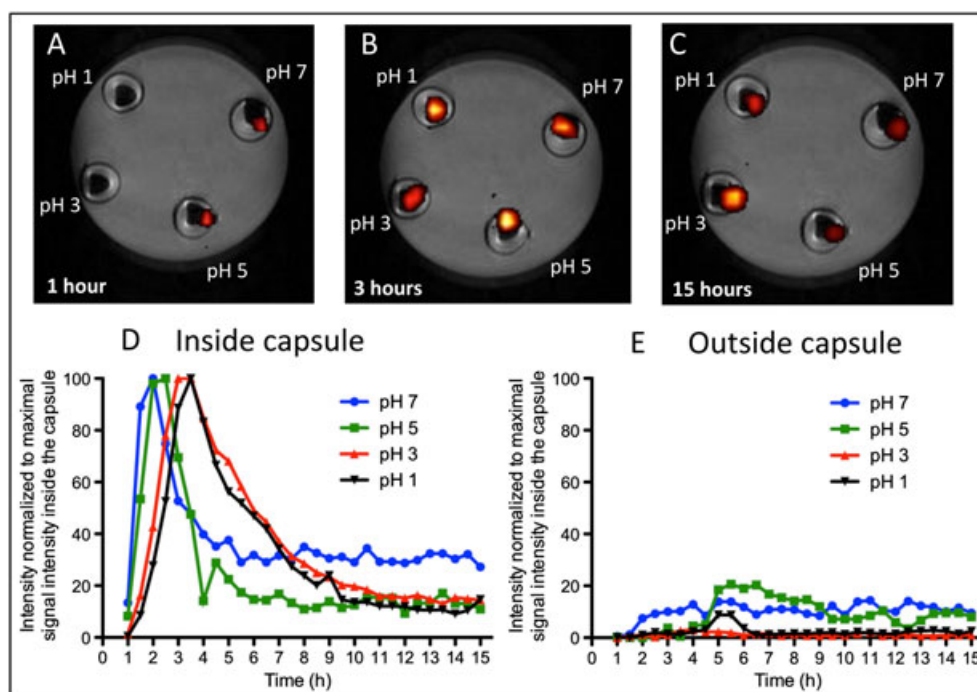 A
pH 1
pH 7
pH 3
pH 5
1 hour
B
pH 1
pH 7
pH 3
pH 5
3 hours
C
pH 1
pH 7
pH 3
pH 5
15 hours
D Inside capsule
Intensity normalized to maximal
signal intensity inside the capsule
100
80
60
40
20
0
pH 7
pH 5
pH 3
pH 1
0 1 2 3 4 5 6 7 8 9 10 11 12 13 14 15
Time (h)
E Outside capsule
Intensity normalized to maximal
signal intensity inside the capsule
100
80
60
40
20
0
pH 7
pH 5
pH 3
pH 1
0 1 2 3 4 5 6 7 8 9 10 11 12 13 14 15
Time (h)